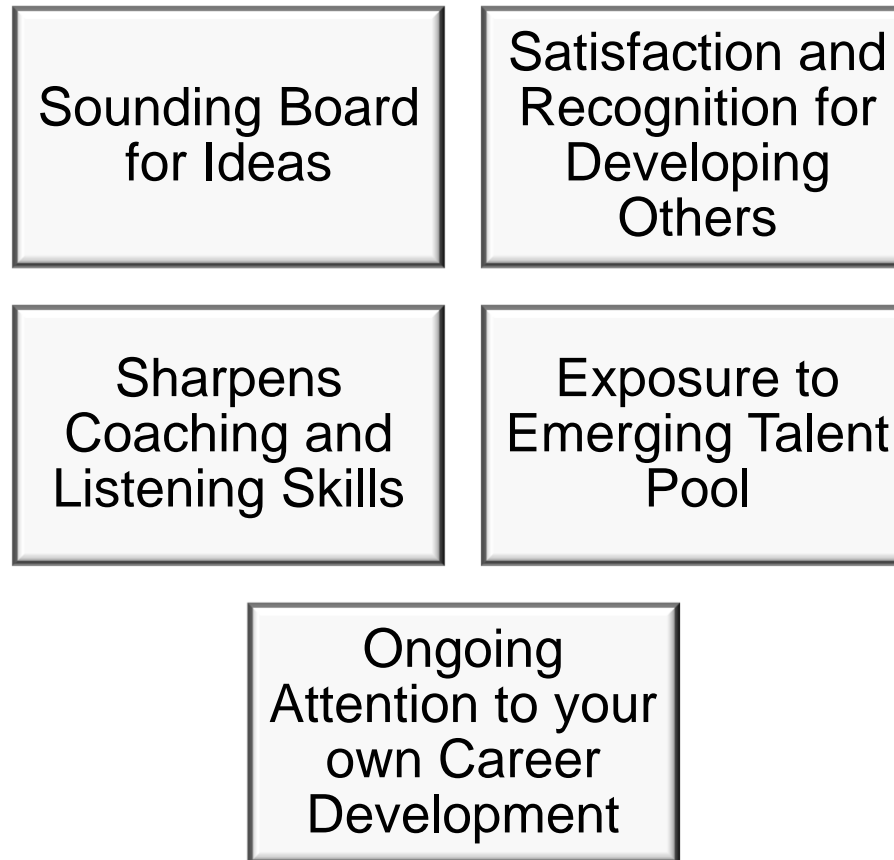 Sounding Board
for Ideas
Satisfaction and
Recognition for
Developing
Others
Sharpens
Coaching and
Listening Skills
Exposure to
Emerging Talent
Pool
Ongoing
Attention to your
own Career
Development